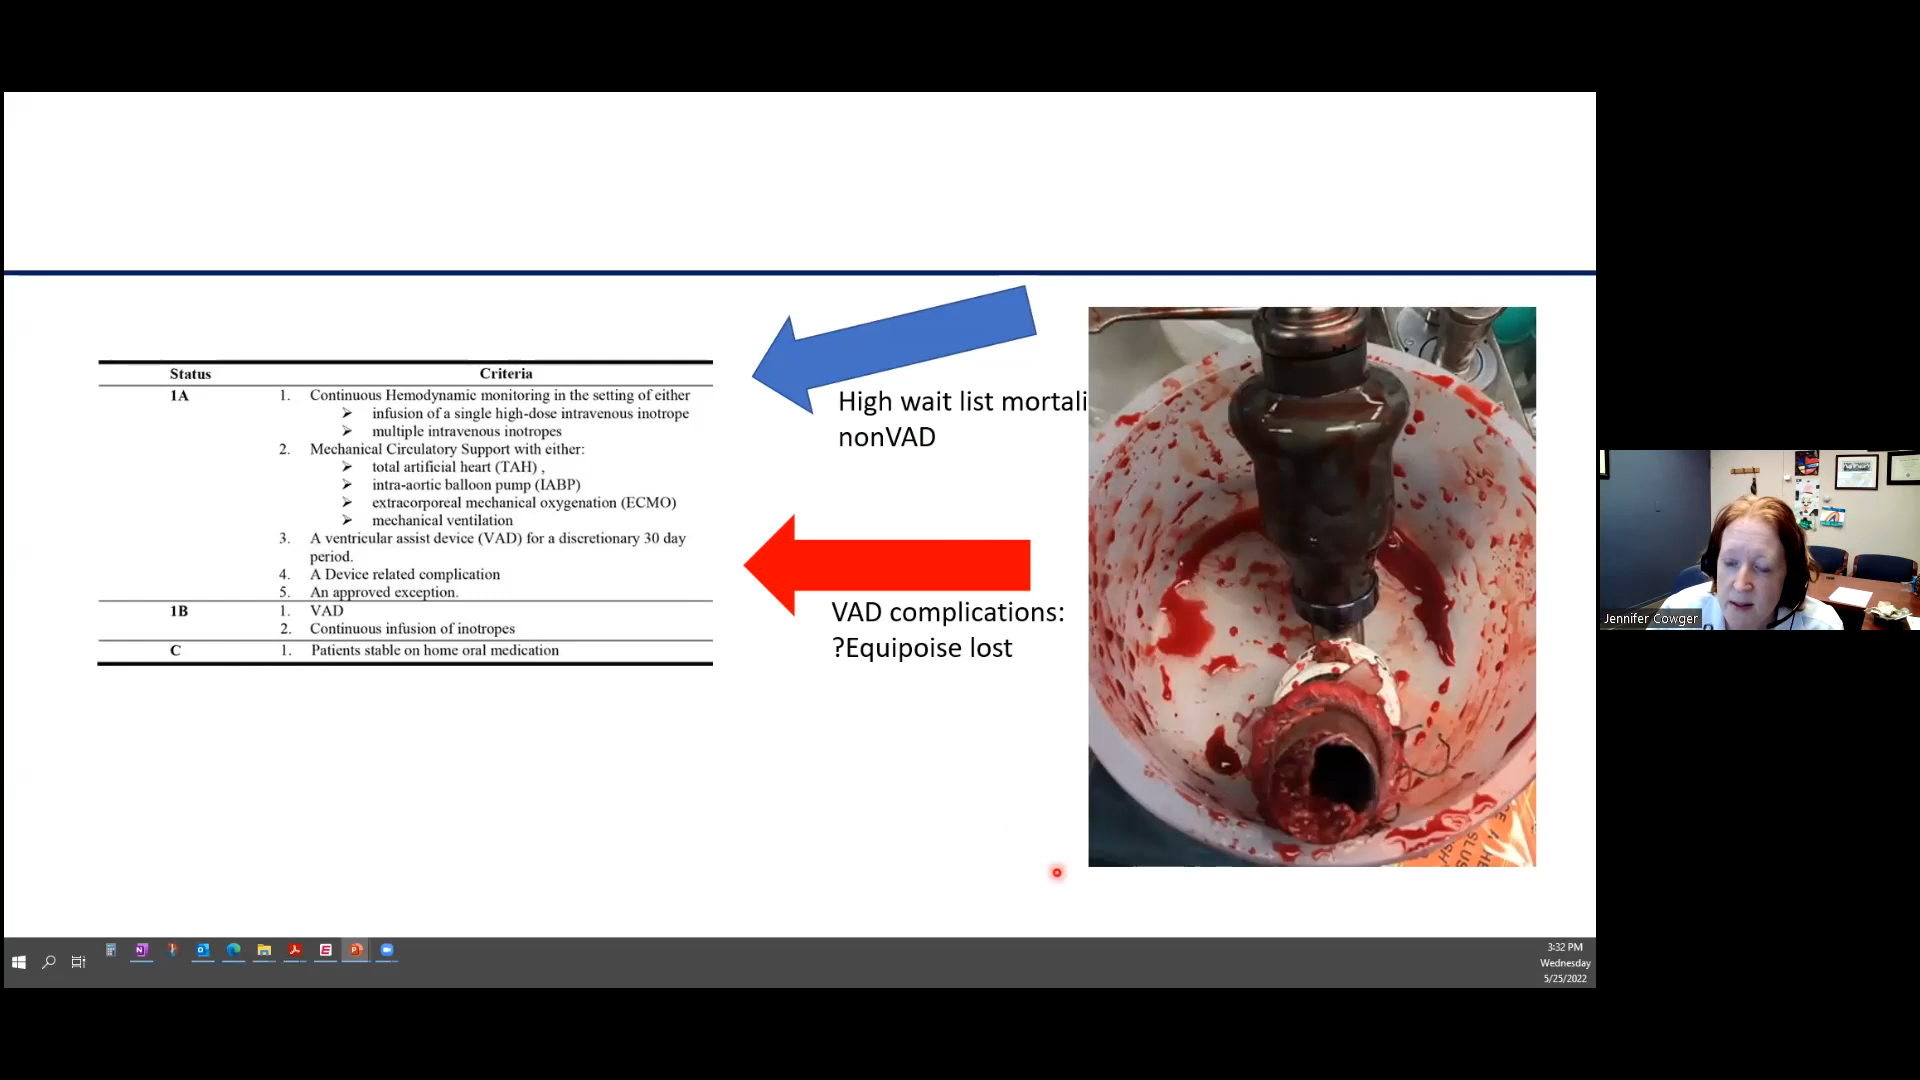 Status Criteria
1A 1. Continuous Hemodynamic monitoring in the setting of either
➢ infusion of a single high-dose intravenous inotrope
➢ multiple intravenous inotropes
2. Mechanical Circulatory Support with either:
➢ total artificial heart (TAH) ,
➢ intra-aortic balloon pump (IABP)
➢ extracorporeal mechanical oxygenation (ECMO)
➢ mechanical ventilation
3. A ventricular assist device (VAD) for a discretionary 30 day
period.
4. A Device related complication
5. An approved exception.
1B 1. VAD
2. Continuous infusion of inotropes
C 1. Patients stable on home oral medication
High wait list mortali
nonVAD
VAD complications:
?Equipoise lost
Jennifer Cowger
3:32 PM
Wednesday
5/25/2022